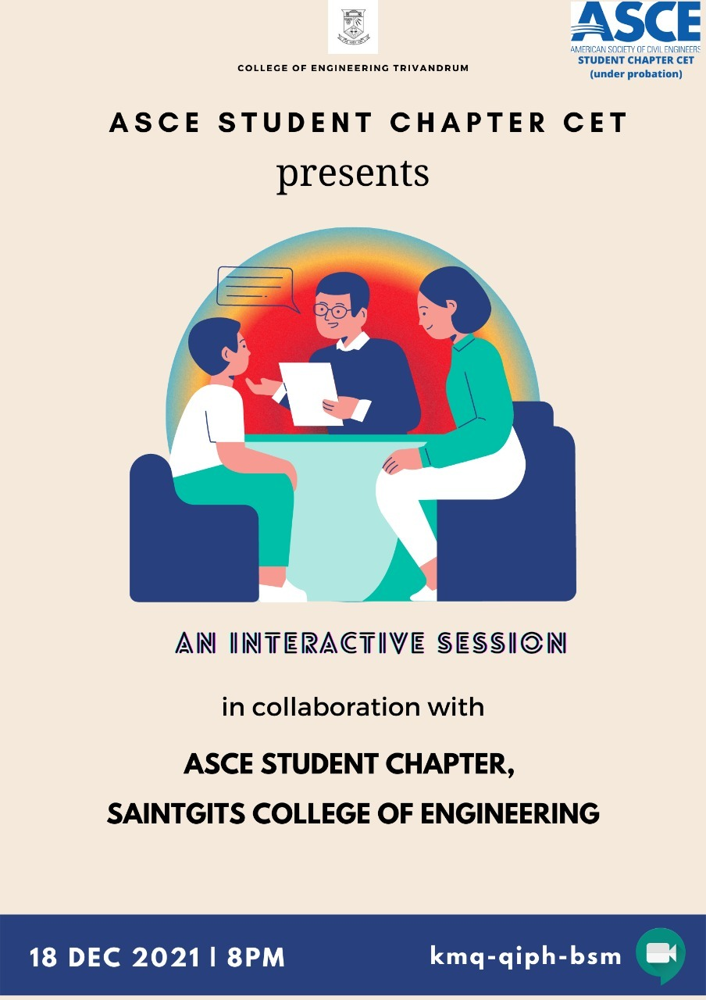 COLLEGE OF ENGINEERING TRIVANDRUM
ASCE
AMERICAN SOCIETY OF CIVIL ENGINEERS
STUDENT CHAPTER CET
(under probation)
ASCE STUDENT CHAPTER CET
presents
AN INTERACTIVE SESSION
in collaboration with
ASCE STUDENT CHAPTER,
SAINTGITS COLLEGE OF ENGINEERING
18 DEC 2021 | 8PM
kmq-qiph-bsm